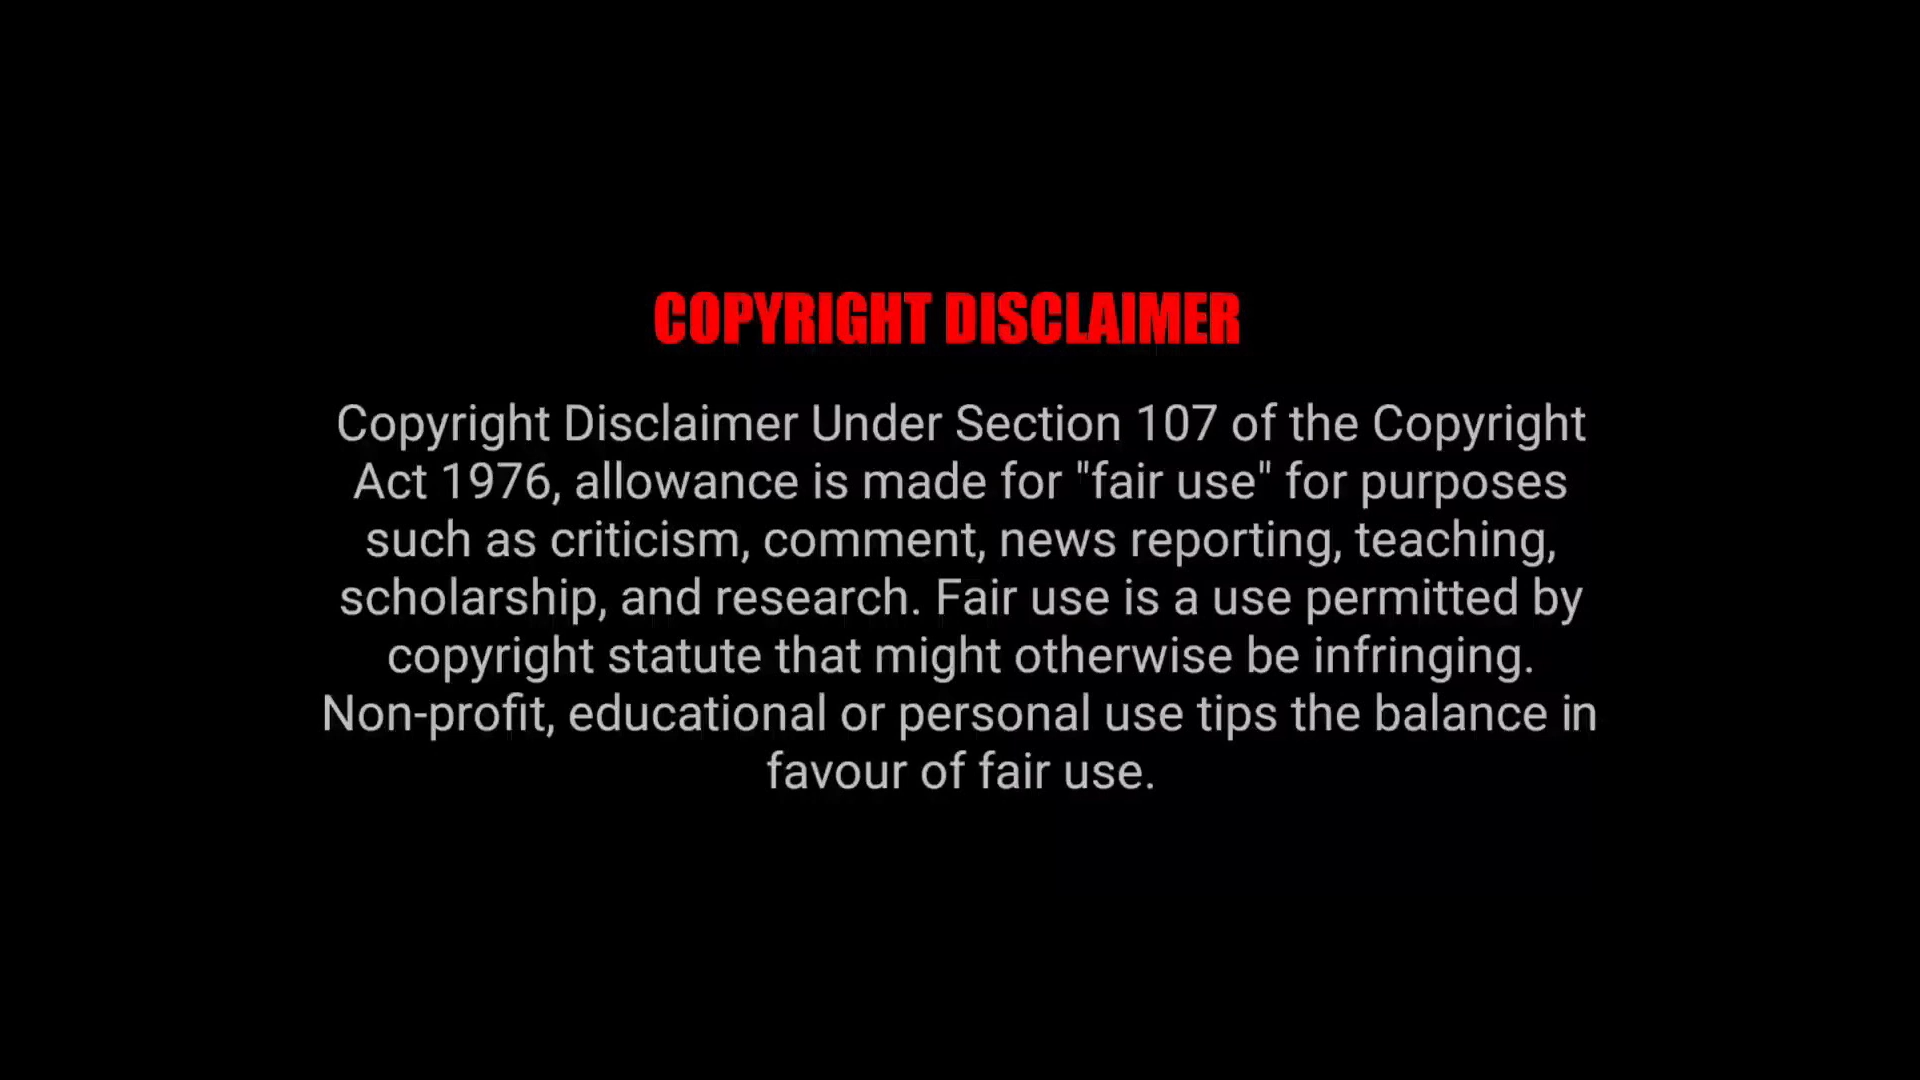 COPYRIGHT DISCLAIMER
Copyright Disclaimer Under Section 107 of the Copyright
Act 1976, allowance is made for "fair use" for purposes
such as criticism, comment, news reporting, teaching,
scholarship, and research. Fair use is a use permitted by
copyright statute that might otherwise be infringing.
Non-profit, educational or personal use tips the balance in
favour of fair use.